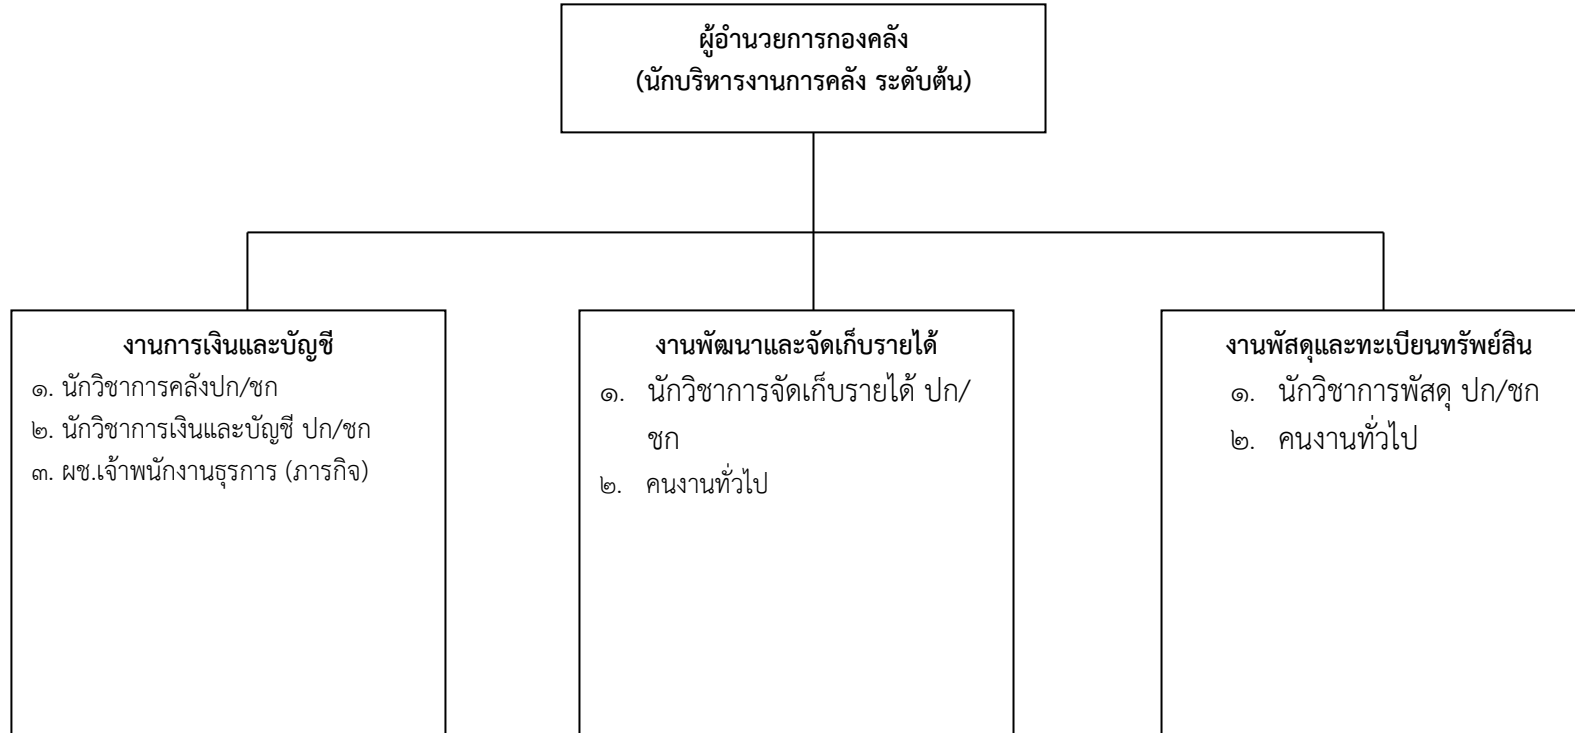 ผู้อำนวยการกองคลัง
(นักบริหารงานการคลัง ระดับต้น)
งานการเงินและบัญชี
๑. นักวิชาการคลังปก/ชก
๒. นักวิชาการเงินและบัญชี ปก/ชก
๓. ผช.เจ้าพนักงานธุรการ (ภารกิจ)
งานพัฒนาและจัดเก็บรายได้
๑. นักวิชาการจัดเก็บรายได้ ปก/
ชก
๒. คนงานทั่วไป
งานพัสดุและทะเบียนทรัพย์สิน
๑. นักวิชาการพัสดุ ปก/ชก
๒. คนงานทั่วไป